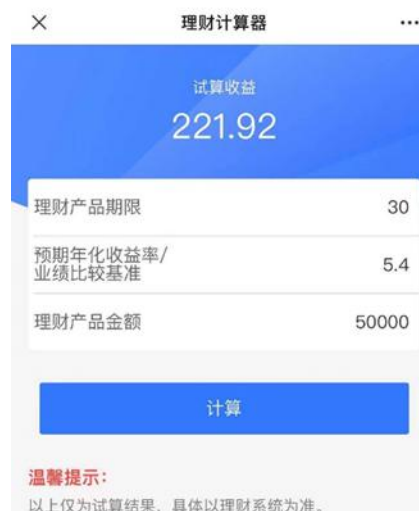 理财计算器
试算收益
221.92
理财产品期限 30
预期年化收益率/
业绩比较基准 5.4
理财产品金额 50000
计算
温馨提示:
以上仅为试算结果，具体以理财系统为准。